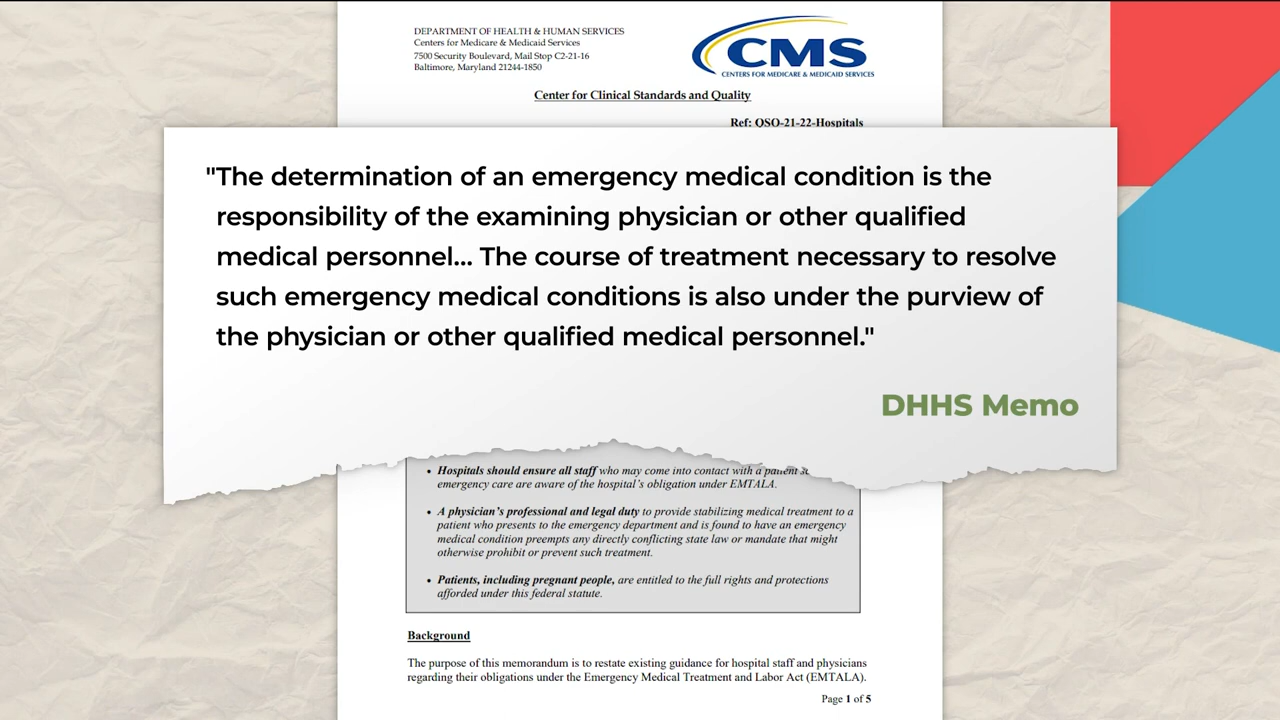 DEPARTMENT OF HEALTH & HUMAN SERVICES
Centers for Medicare & Medicaid Services
7500 Security Boulevard, Mail Stop C2-21-16
Baltimore, Maryland 21244-1850
CMS
CENTERS FOR MEDICARE & MEDICAID SERVICES
Center for Clinical Standards and Quality
Ref: QSO-21-22-Hospitals
"The determination of an emergency medical condition is the
responsibility of the examining physician or other qualified
medical personnel... The course of treatment necessary to resolve
such emergency medical conditions is also under the purview of
the physician or other qualified medical personnel."
DHHS Memo
• Hospitals should ensure all staff who may come into contact with a patient
emergency care are aware of the hospital's obligation under EMTALA.
• A physician's professional and legal duty to provide stabilizing medical treatment to a
patient who presents to the emergency department and is found to have an emergency
medical condition preempts any directly conflicting state law or mandate that might
otherwise prohibit or prevent such treatment.
• Patients, including pregnant people, are entitled to the full rights and protections
afforded under this federal statute.
Background
The purpose of this memorandum is to restate existing guidance for hospital staff and physicians
regarding their obligations under the Emergency Medical Treatment and Labor Act (EMTALA).
Page 1 of 5